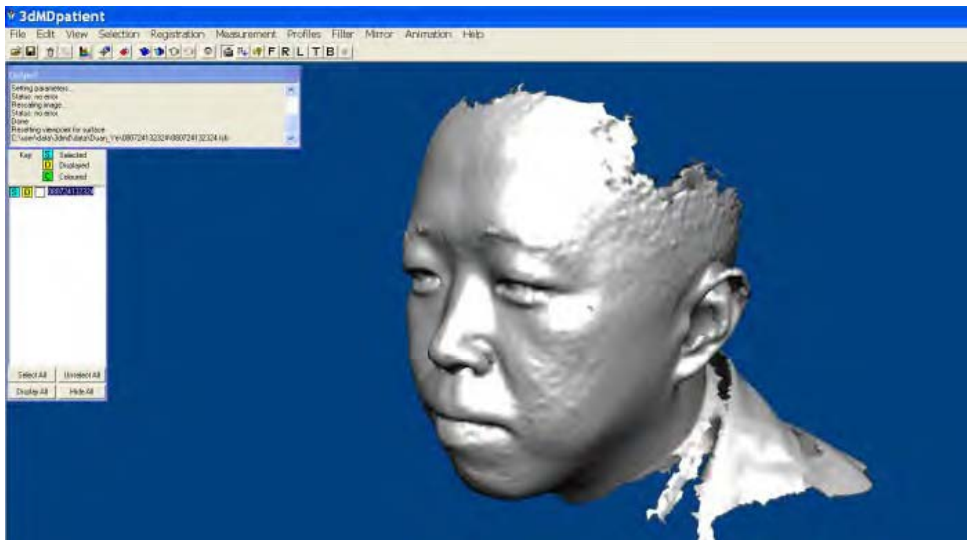 3dMDpatient
File Edit View Selection Registration Measurement Profiles Filter Mirror Animation Help
F R L T B
Output
Setting parameters...
Status: no error
Rescaling image...
Status: no error
Done
Resetting viewpoint for surface
Key: S Selected
D Displayed
C Coloured
S D
Select All Unselect All
Display All Hide All